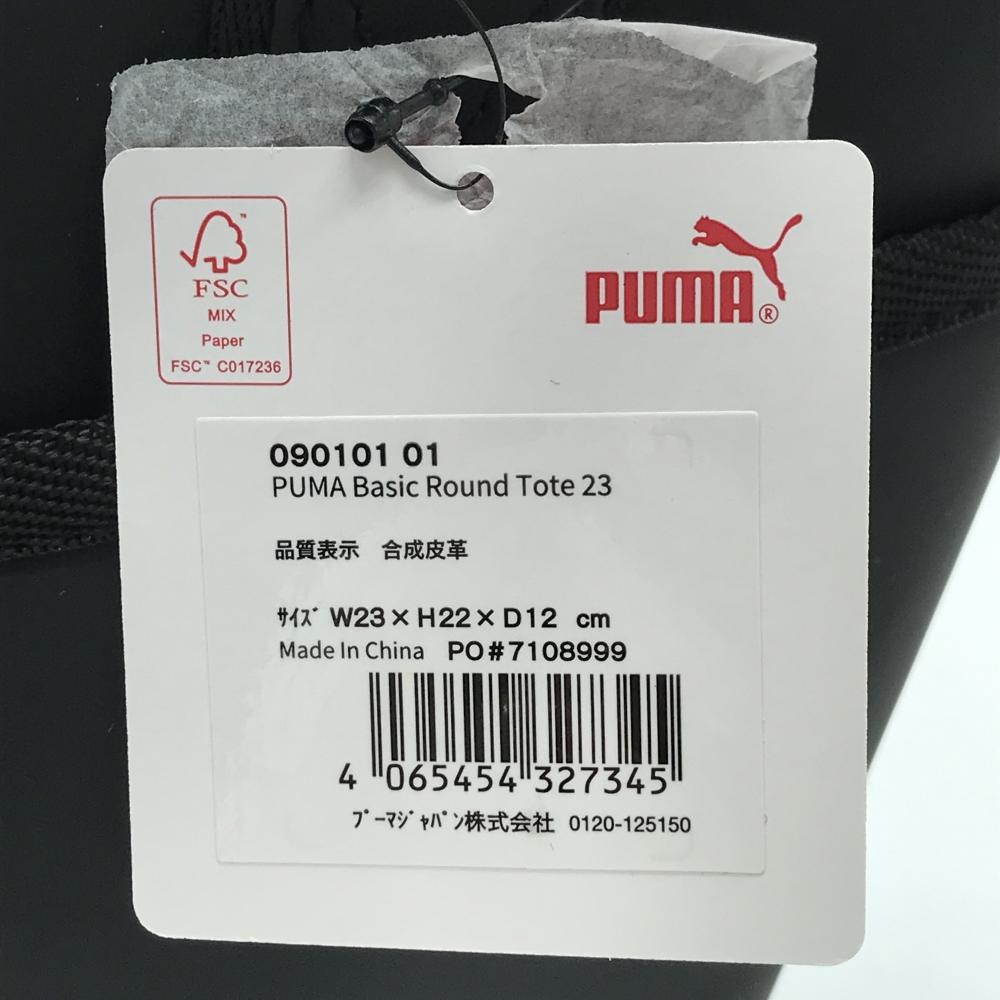 FSC
MIX
Paper
FSC™ C017236
PUMA®
090101 01
PUMA Basic Round Tote 23
品質表示 合成皮革
ｻｲｽﾞ W23×H22×D12 cm
Made In China PO#7108999
4 065454 327345
ﾌﾟｰﾏｼﾞｬﾊﾟﾝ株式会社 0120-125150